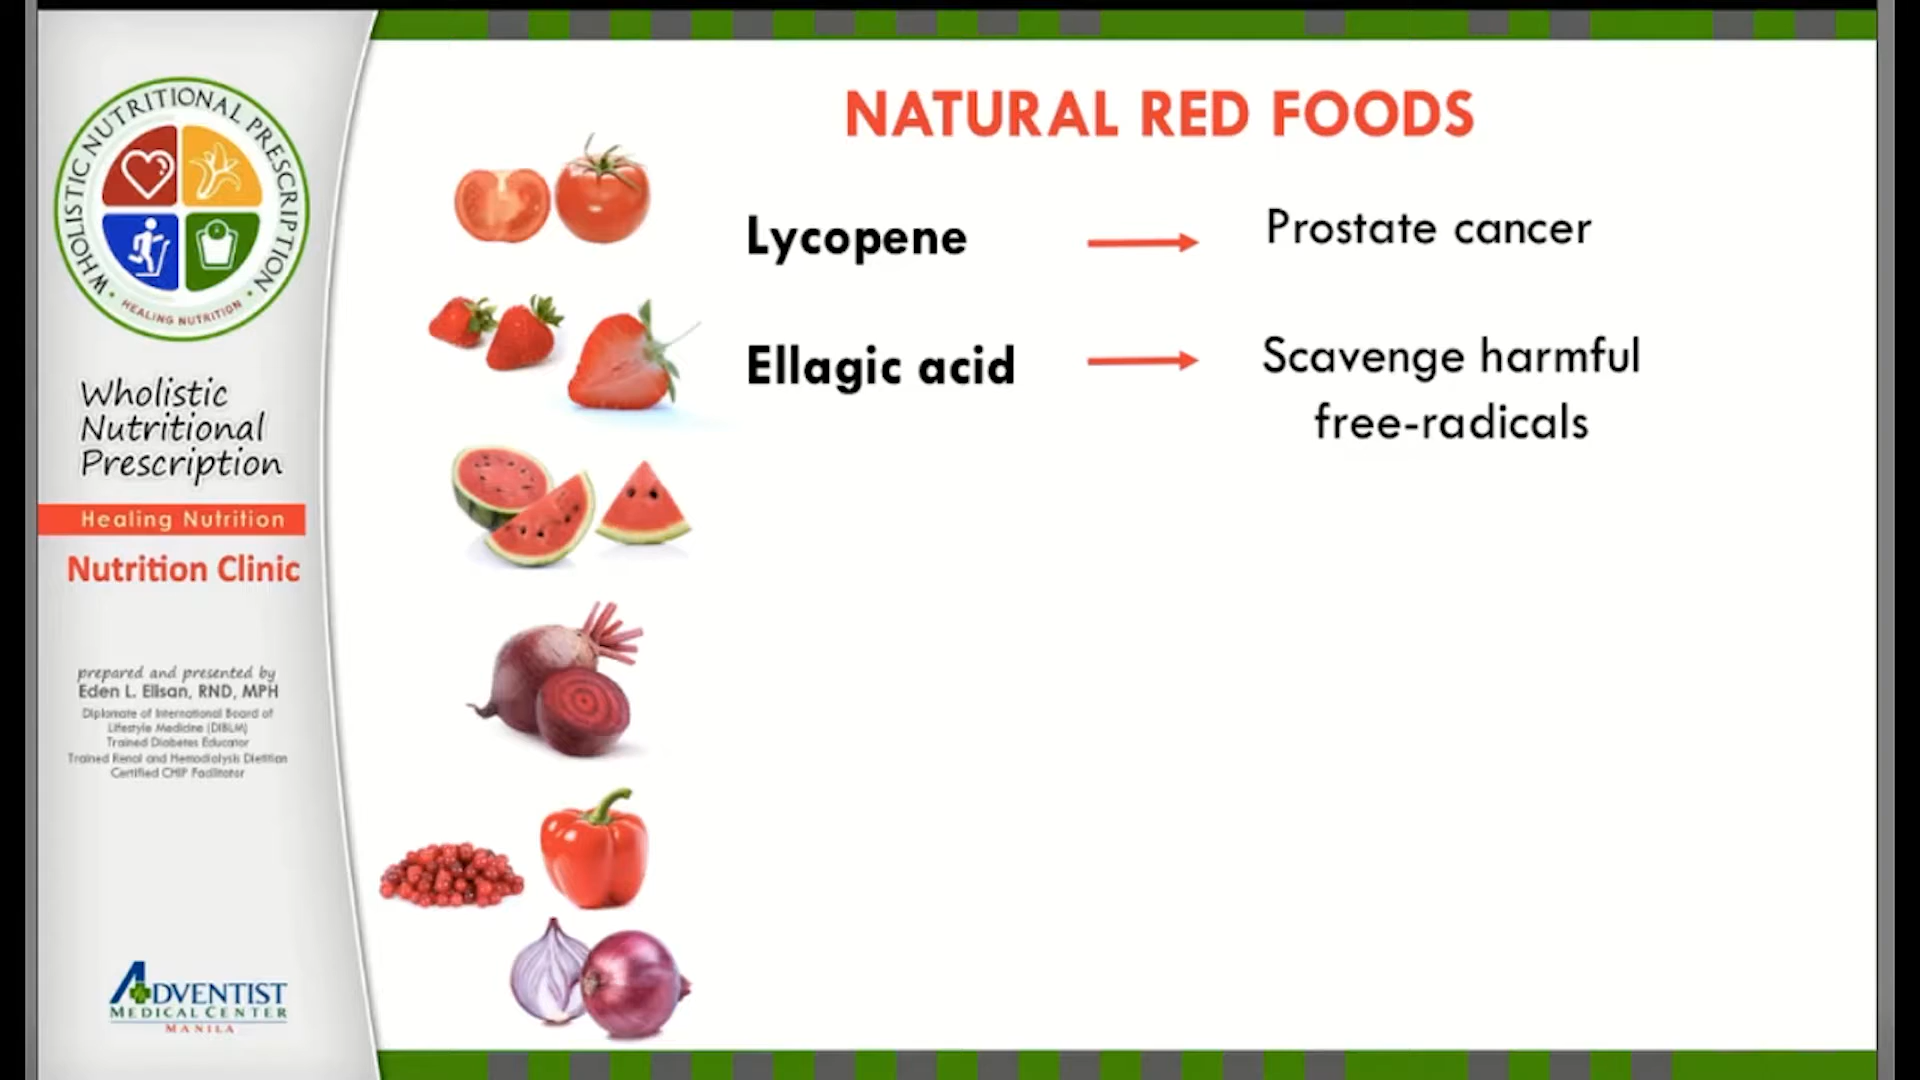 WHOLISTIC NUTRITIONAL PRESCRIPTION
HEALING NUTRITION
Wholistic
Nutritional
Prescription
Healing Nutrition
Nutrition Clinic
prepared and presented by
Eden L. Elisan, RND, MPH
Diplomate of International Board of
Lifestyle Medicine (DIBLM)
Trained Diabetes Educator
Trained Renal and Hemodialysis Dietitian
Certified CHIP Facilitator
ADVENTIST
MEDICAL CENTER
MANILA
NATURAL RED FOODS
Lycopene
Prostate cancer
Ellagic acid
Scavenge harmful
free-radicals